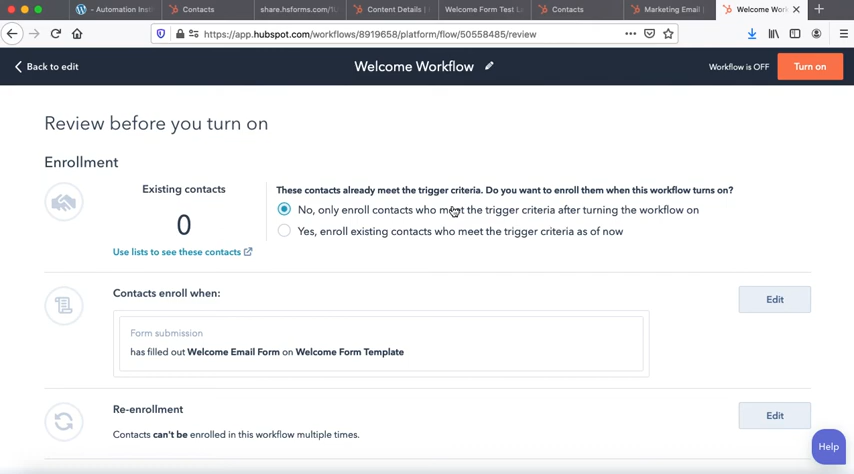 - Automation Insti
Contacts
share.hsforms.com/1U
Content Details |
Welcome Form Test La
Contacts
Marketing Email |
Welcome Work
https://app.hubspot.com/workflows/8919658/platform/flow/50558485/review
Back to edit
Welcome Workflow
Workflow is OFF
Turn on
Review before you turn on
Enrollment
Existing contacts
0
Use lists to see these contacts
These contacts already meet the trigger criteria. Do you want to enroll them when this workflow turns on?
No, only enroll contacts who meet the trigger criteria after turning the workflow on
Yes, enroll existing contacts who meet the trigger criteria as of now
Contacts enroll when:
Edit
Form submission
has filled out Welcome Email Form on Welcome Form Template
Re-enrollment
Edit
Contacts can't be enrolled in this workflow multiple times.
Help